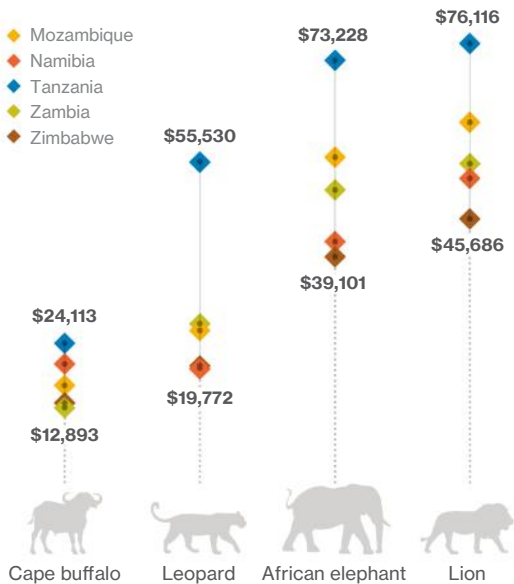 Mozambique
Namibia
Tanzania
Zambia
Zimbabwe
$24,113
$12,893
$55,530
$19,772
$73,228
$39,101
$76,116
$45,686
Cape buffalo
Leopard
African elephant
Lion